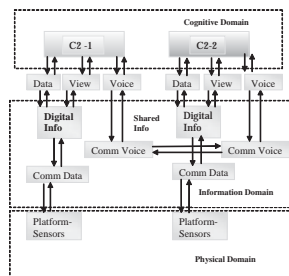 Cognitive Domain
C2 -1
C2-2
Data
View
Voice
Data
View
Voice
Digital
Info
Shared
Info
Digital
Info
Comm Voice
Comm Voice
Comm Data
Comm Data
Information Domain
Platform-
Sensors
Platform-
Sensors
Physical Domain